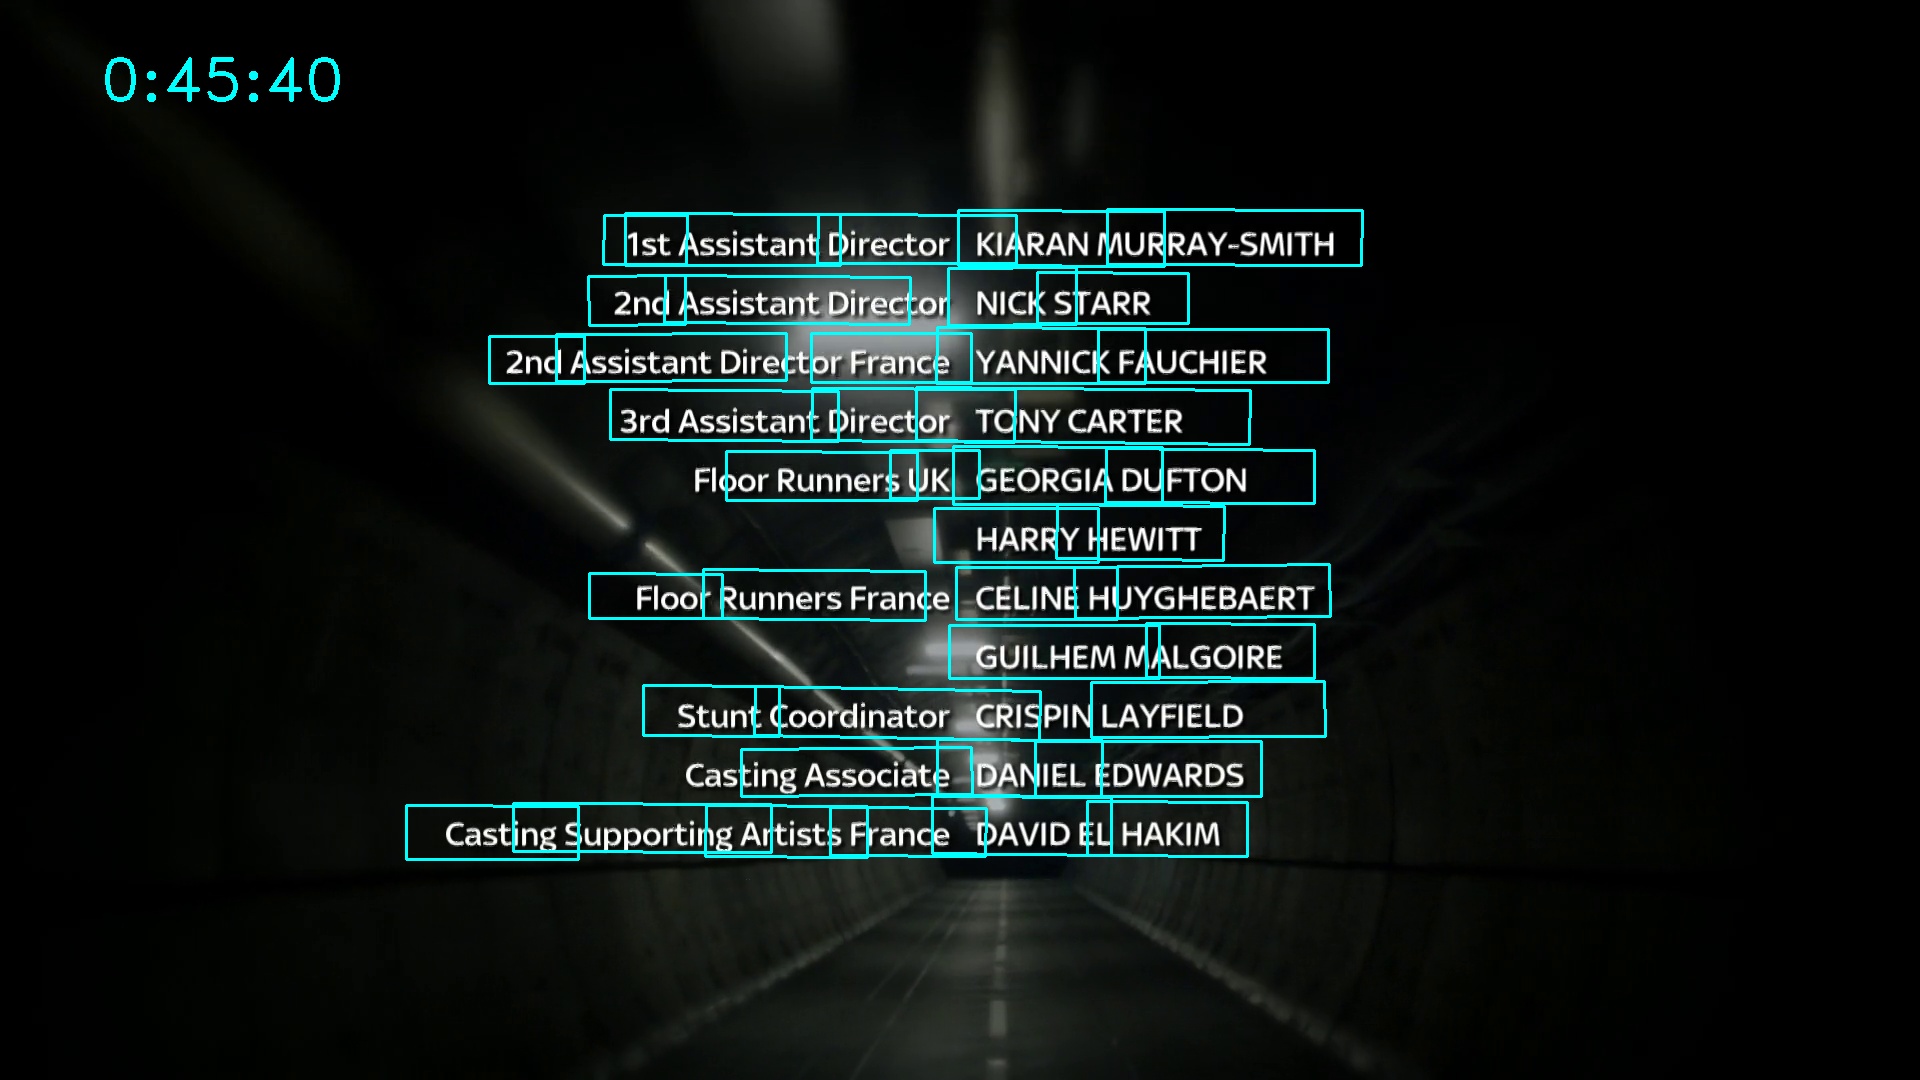 0:45:40
1st Assistant Director KIARAN MURRAY-SMITH
2nd Assistant Director NICK STARR
2nd Assistant Director France YANNICK FAUCHIER
3rd Assistant Director TONY CARTER
Floor Runners UK GEORGIA DUFTON
HARRY HEWITT
Floor Runners France CELINE HUYGHEBAERT
GUILHEM MALGOIRE
Stunt Coordinator CRISPIN LAYFIELD
Casting Associate DANIEL EDWARDS
Casting Supporting Artists France DAVID EL HAKIM